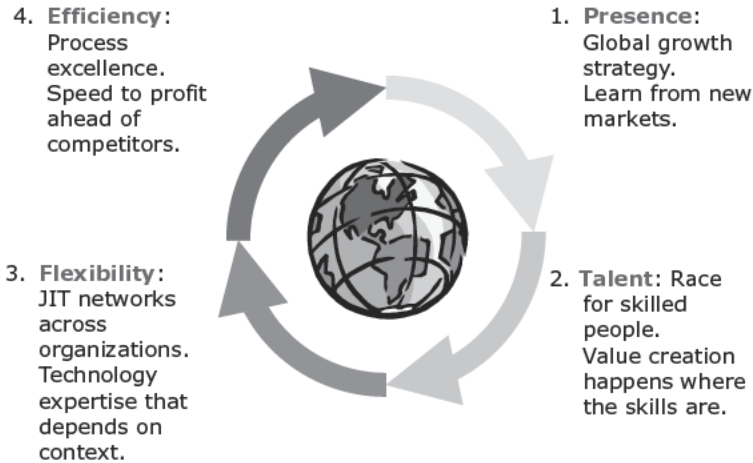 1. Presence:
Global growth
strategy.
Learn from new
markets.
2. Talent: Race
for skilled
people.
Value creation
happens where
the skills are.
3. Flexibility:
JIT networks
across
organizations.
Technology
expertise that
depends on
context.
4. Efficiency:
Process
excellence.
Speed to profit
ahead of
competitors.